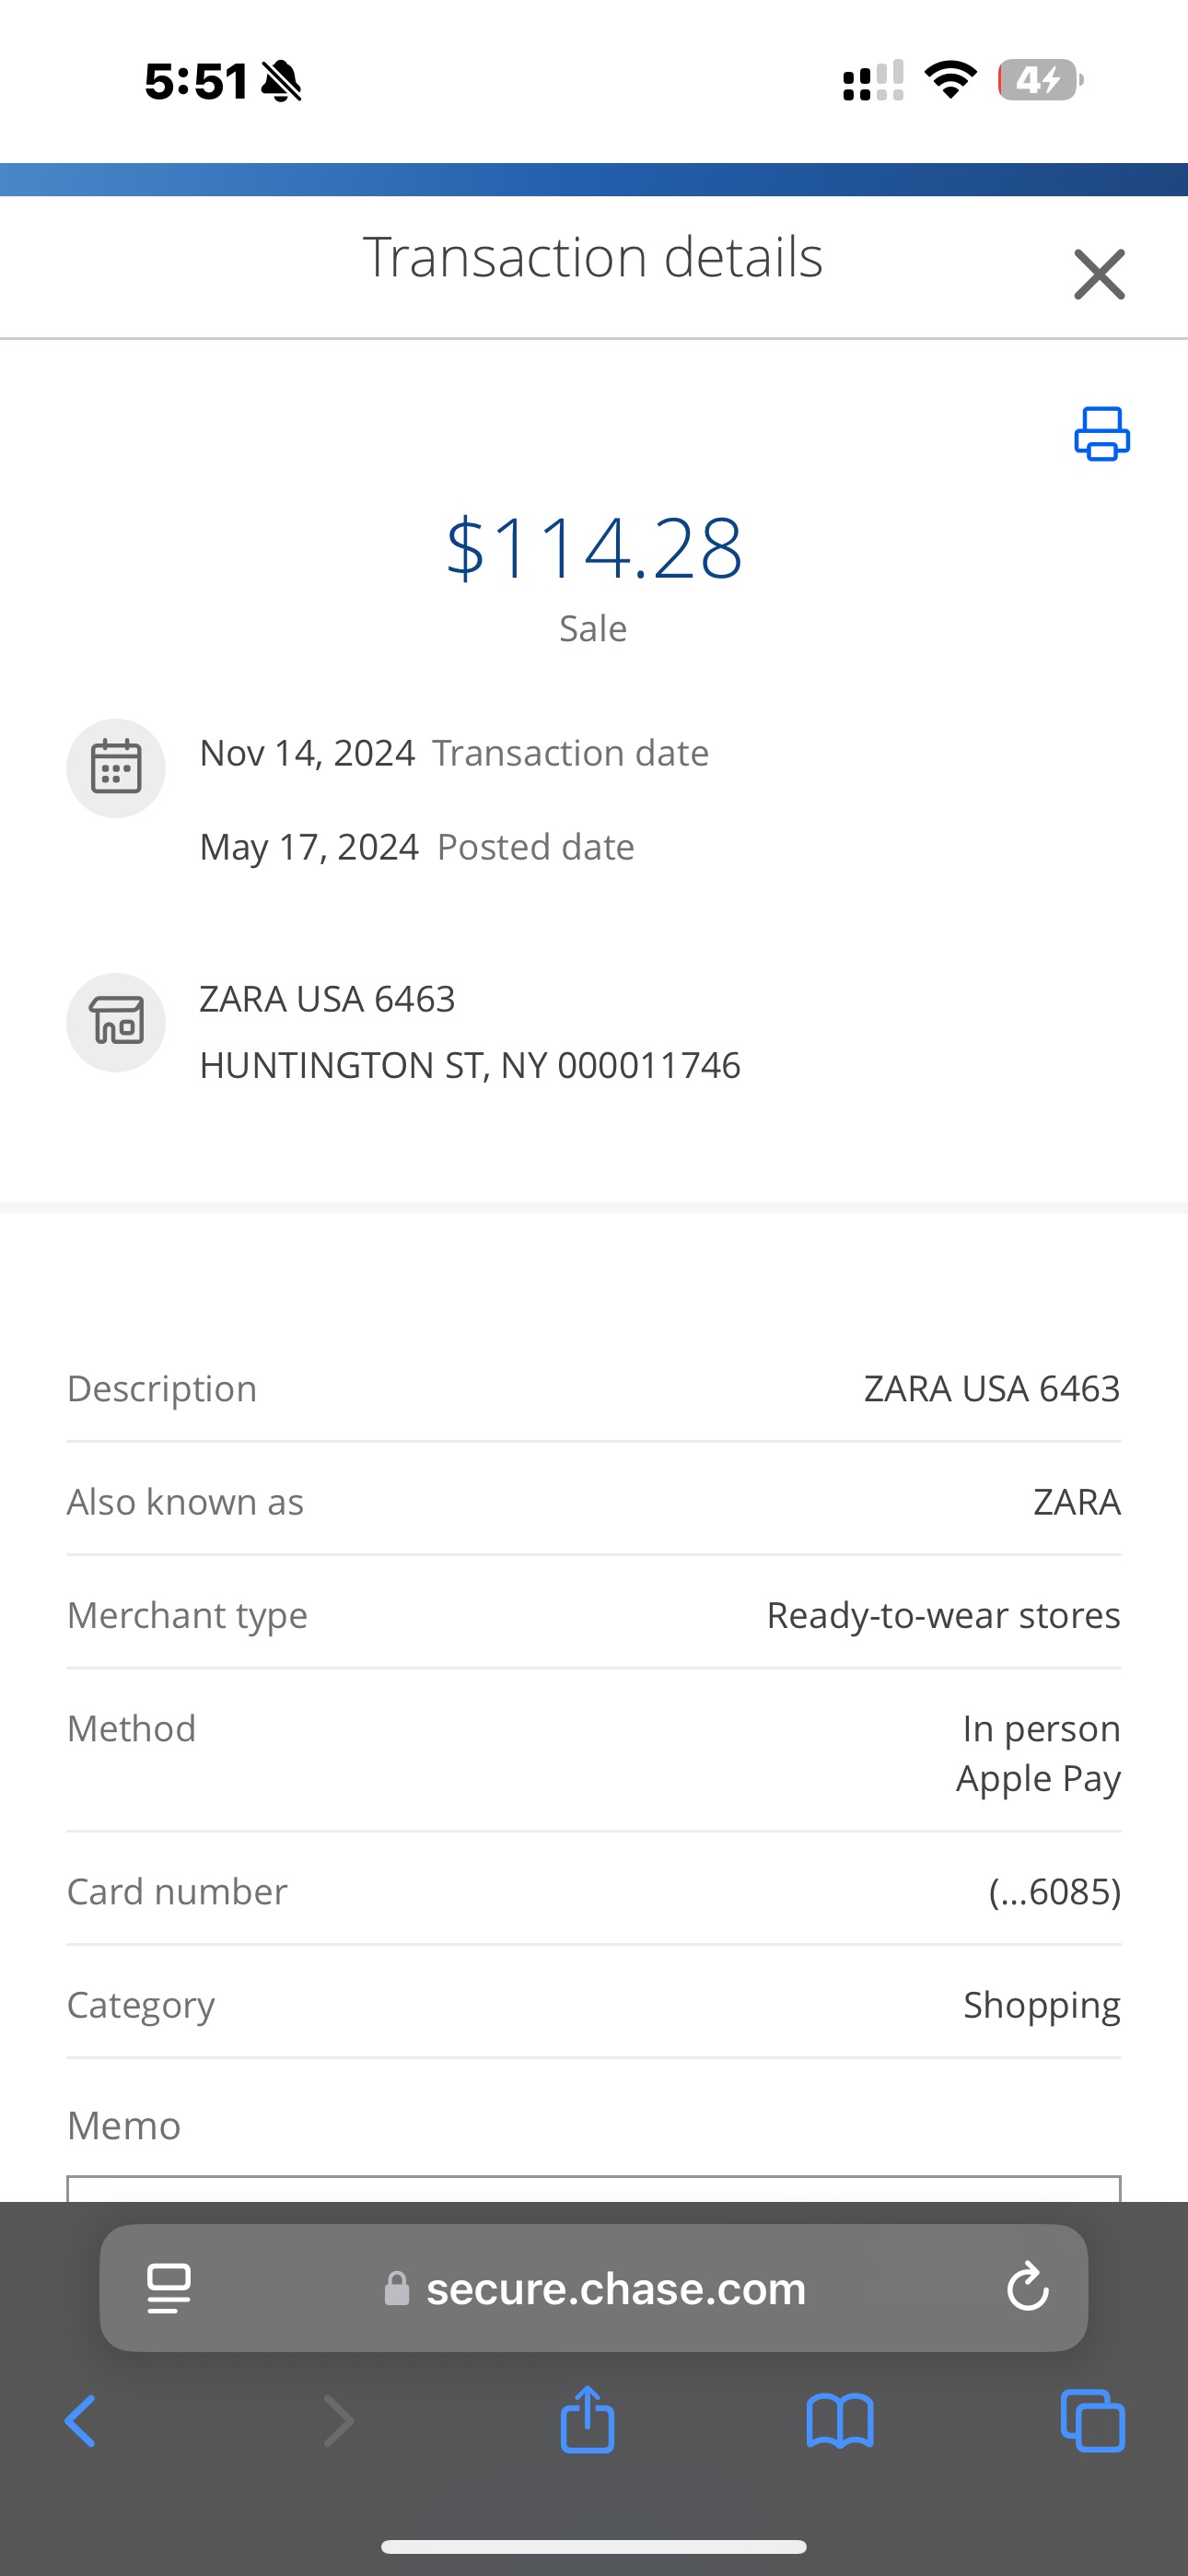 5:51
4
Transaction details
$114.28
Sale
Nov 14, 2024 Transaction date
May 17, 2024 Posted date
ZARA USA 6463
HUNTINGTON ST, NY 000011746
Description ZARA USA 6463
Also known as ZARA
Merchant type Ready-to-wear stores
Method In person
Apple Pay
Card number (...6085)
Category Shopping
Memo
secure.chase.com